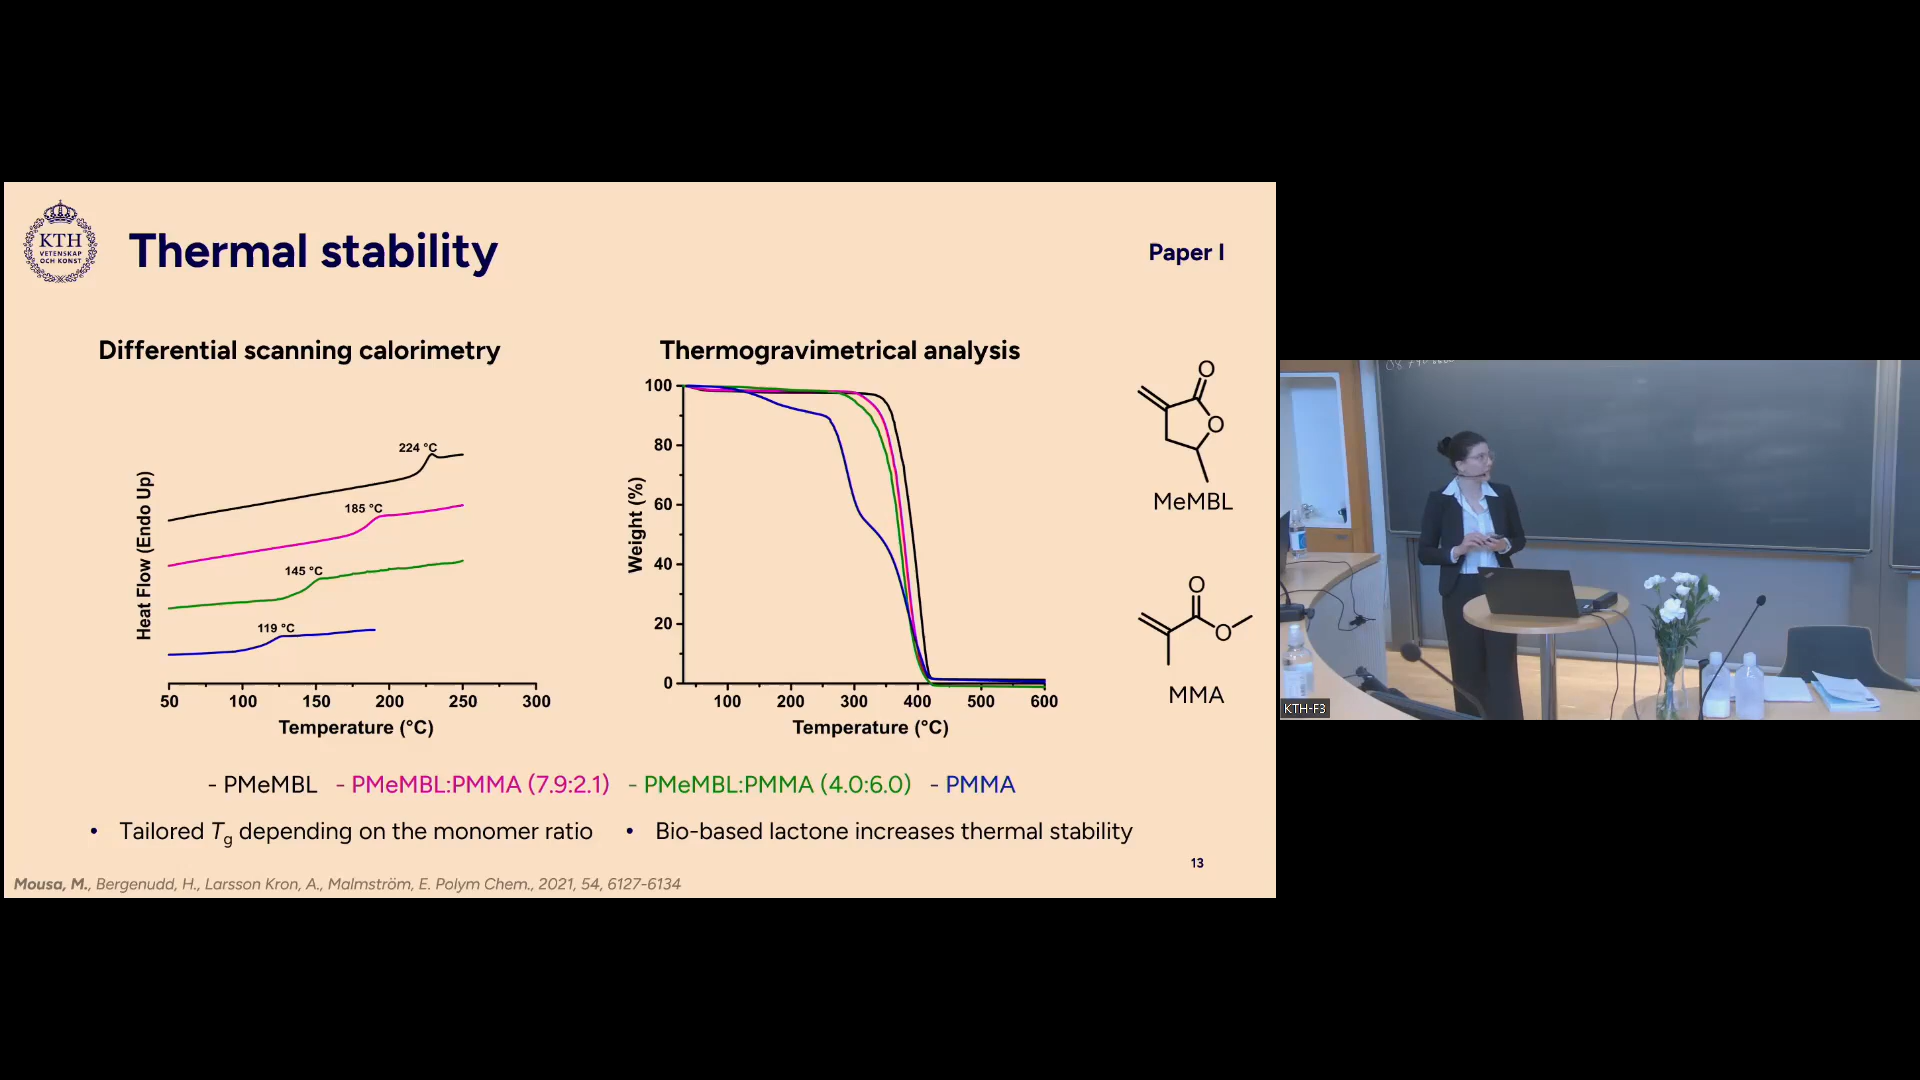 KTH
VETENSKAP
OCH KONST
Thermal stability
Paper I
Differential scanning calorimetry
Heat Flow (Endo Up)
224 °C
185 °C
145 °C
119 °C
50 100 150 200 250 300
Temperature (°C)
Thermogravimetrical analysis
Weight (%)
100
80
60
40
20
0
100 200 300 400 500 600
Temperature (°C)
O
O
MeMBL
O
O
MMA
- PMeMBL - PMeMBL:PMMA (7.9:2.1) - PMeMBL:PMMA (4.0:6.0) - PMMA
• Tailored Tg depending on the monomer ratio
• Bio-based lactone increases thermal stability
13
Mousa, M., Bergenudd, H., Larsson Kron, A., Malmström, E. Polym Chem., 2021, 54, 6127-6134
KTH-F3